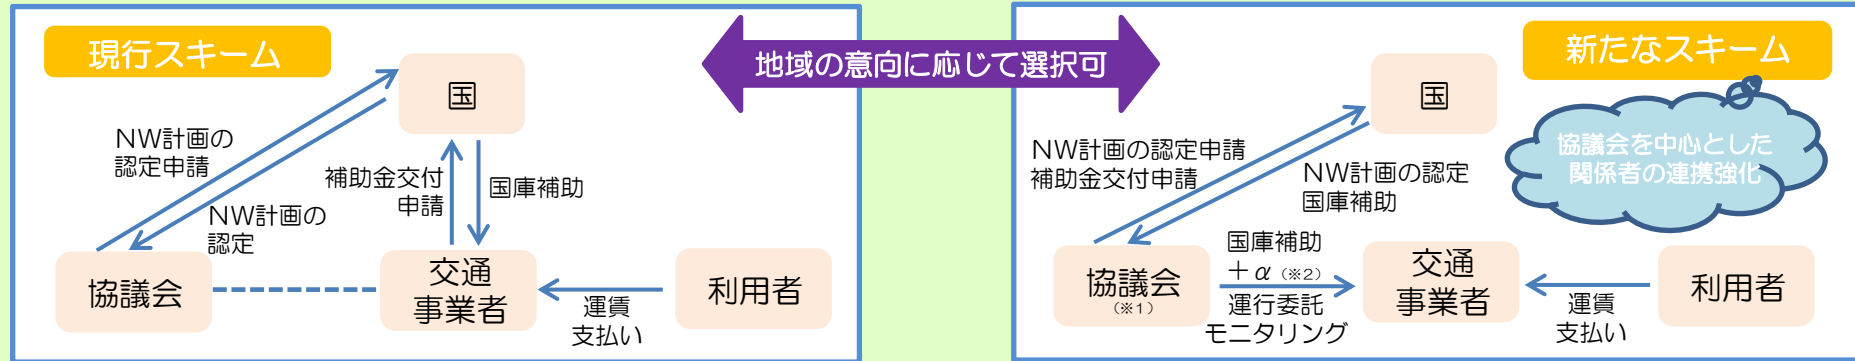 現行スキーム
国
NW計画の
認定申請
NW計画の
認定
補助金交付
申請
国庫補助
協議会
交通
事業者
運賃
支払い
利用者
地域の意向に応じて選択可
新たなスキーム
国
協議会を中心とした
関係者の連携強化
NW計画の認定申請
補助金交付申請
NW計画の認定
国庫補助
協議会
(※1)
国庫補助
+α(※2)
運行委託
モニタリング
交通
事業者
運賃
支払い
利用者